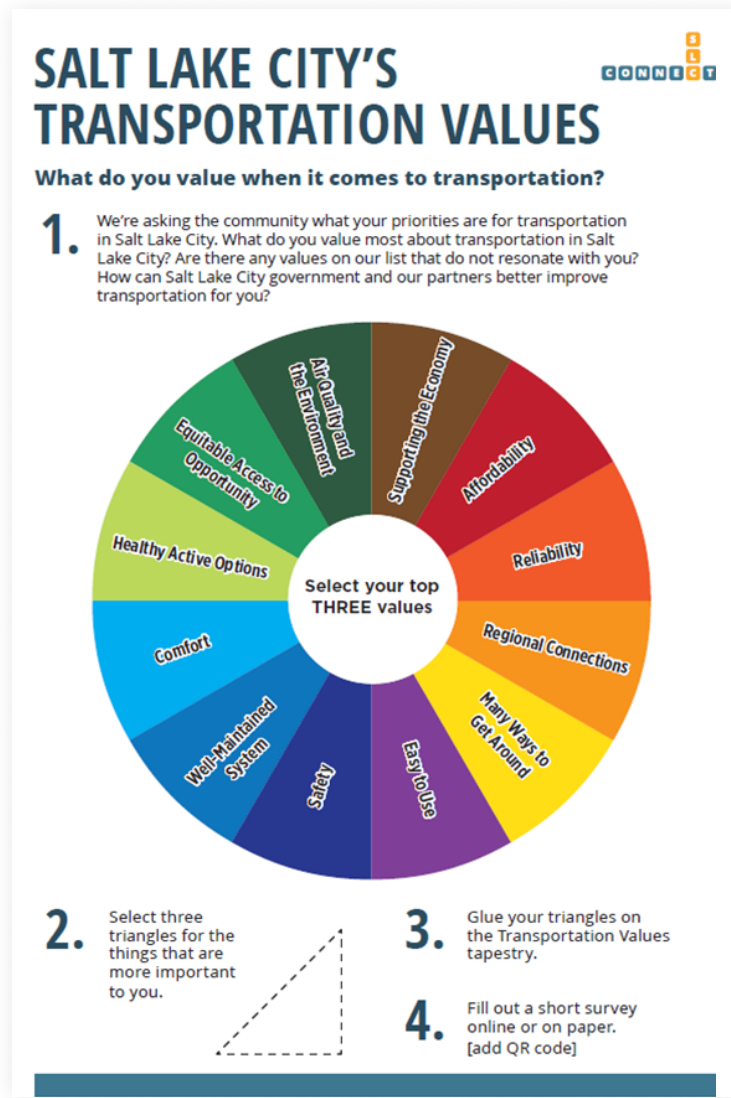 SALT LAKE CITY'S
TRANSPORTATION VALUES
SLC
CONNECT
What do you value when it comes to transportation?
1.
We're asking the community what your priorities are for transportation
in Salt Lake City. What do you value most about transportation in Salt
Lake City? Are there any values on our list that do not resonate with you?
How can Salt Lake City government and our partners better improve
transportation for you?
Supporting the Economy
Affordability
Reliability
Regional Connections
Many Ways to
Get Around
Easy to Use
Safety
Well-Maintained
System
Comfort
Healthy Active Options
Equitable Access to
Opportunity
Air Quality and
the Environment
Select your top
THREE values
2.
Select three
triangles for the
things that are
more important
to you.
3.
Glue your triangles on
the Transportation Values
tapestry.
4.
Fill out a short survey
online or on paper.
[add QR code]